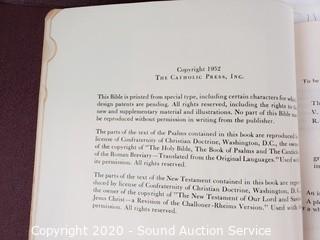 Copyright 1952
THE CATHOLIC PRESS, INC.
This Bible is printed from special type, including certain characters for
design patents are pending. All rights reserved, including the rights to
new and supplementary material and illustrations. No part of this Bible
be reproduced without permission in writing from the publisher.
The parts of the text of the Psalms contained in this book are reproduced
license of Confraternity of Christian Doctrine, Washington, D.C., the
of the copyright of "The Holy Bible, The Book of Psalms and The
of the Roman Breviary—Translated from the Original Languages." Used
its permission. All rights reserved.
The parts of the text of the New Testament contained in this book are
duced by license of Confraternity of Christian Doctrine, Washington, D.C.,
owner of the copyright of "The New Testament of Our Lord and
Jesus Christ—a Revision of the Challoner-Rheims Version." Used
permission. All rights reserved.
To be
V.
R.
Copyright 2020 - Sound Auction Service